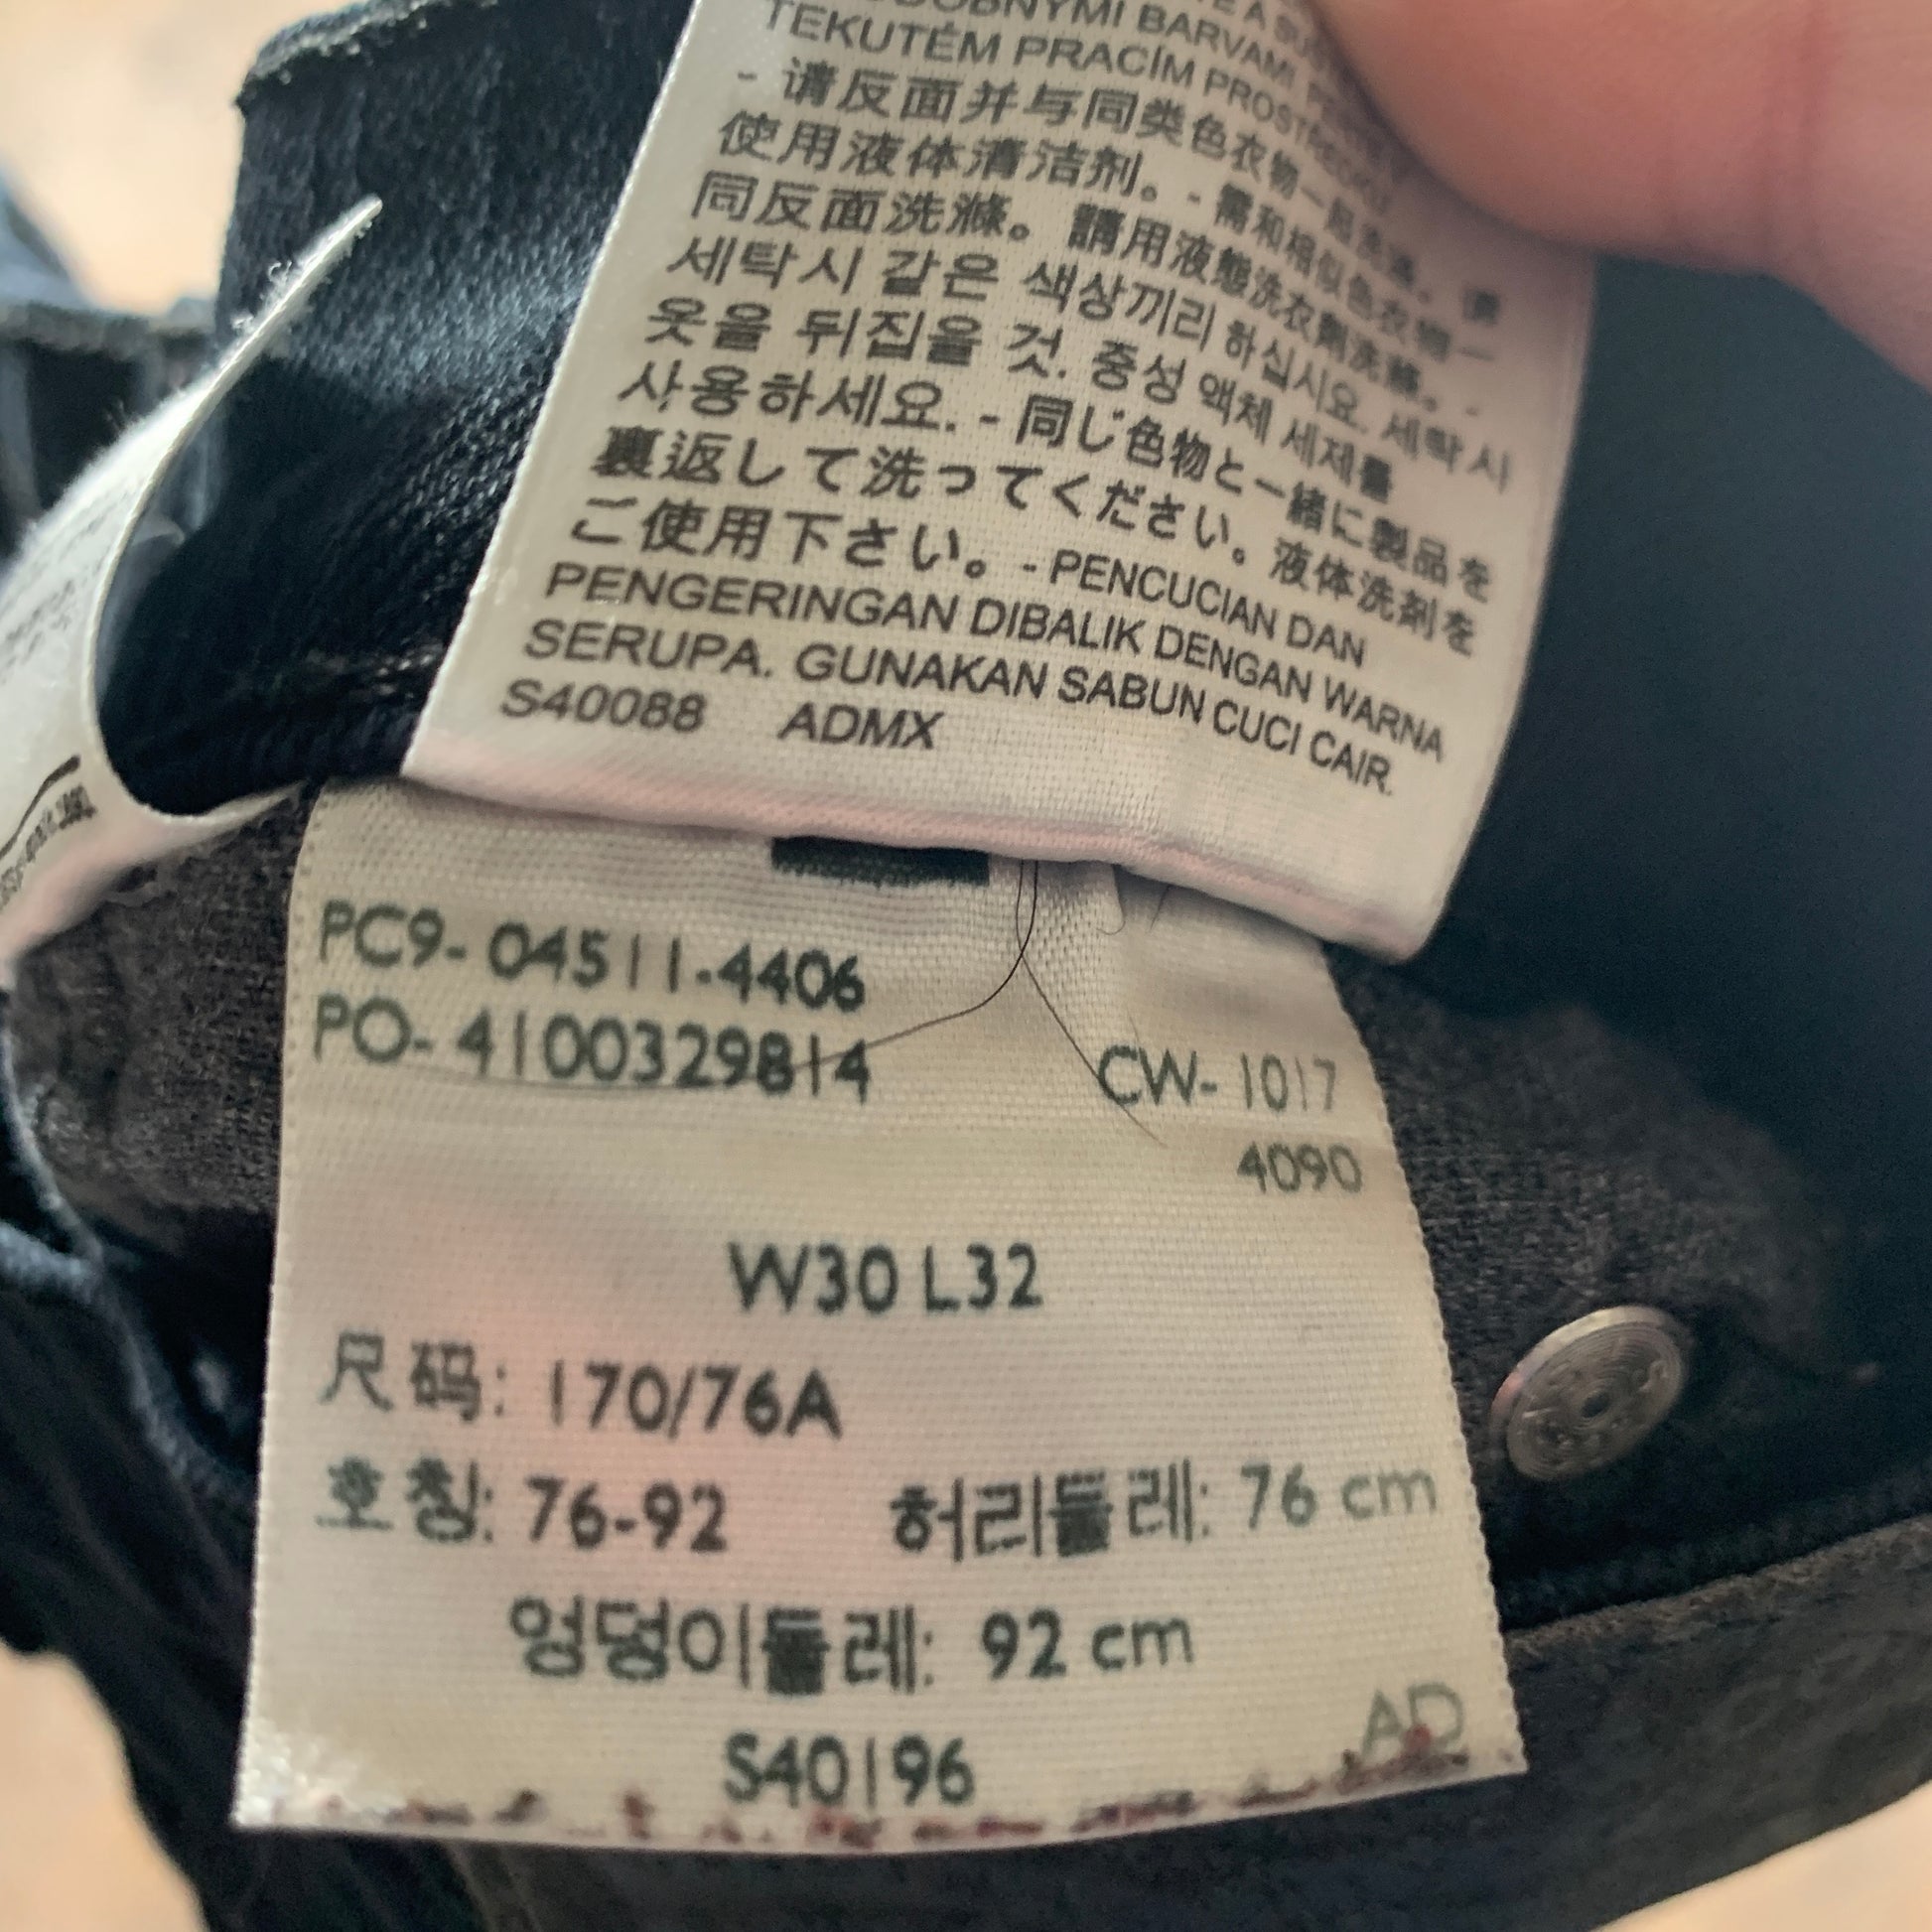 TEKUTÉM PRACÍM PROSTŘEDKU
- 请反面并与同类色衣物一起洗涤。请
使用液体清洁剂。- 需和相似色衣物一
同反面洗滌。請用液態洗衣劑洗滌。-
세탁시 같은 색상끼리 하십시요. 세탁 시
옷을 뒤집을 것. 중성 액체 세제를
사용하세요. - 同じ色物と一緒に製品を
裏返して洗ってください。液体洗剤を
ご使用下さい。- PENCUCIAN DAN
PENGERINGAN DIBALIK DENGAN WARNA
SERUPA. GUNAKAN SABUN CUCI CAIR.
S40088 ADMX
PC9- 04511-4406
PO- 4100329814
CW- 1017
4090
W30 L32
尺码: 170/76A
호칭: 76-92 허리둘레: 76 cm
엉덩이둘레: 92 cm
AD
S40196